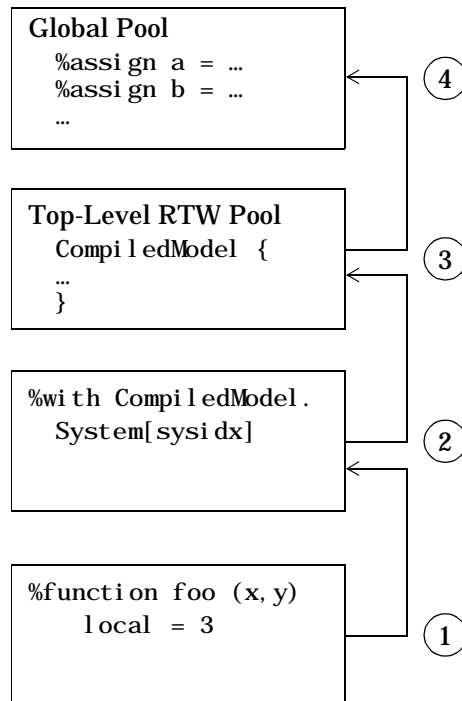 Global Pool
%assign a = …
%assign b = …
…
4
Top-Level RTW Pool
CompiledModel {
…
}
3
%with CompiledModel.
System[sysidx]
2
%function foo (x,y)
local = 3
1